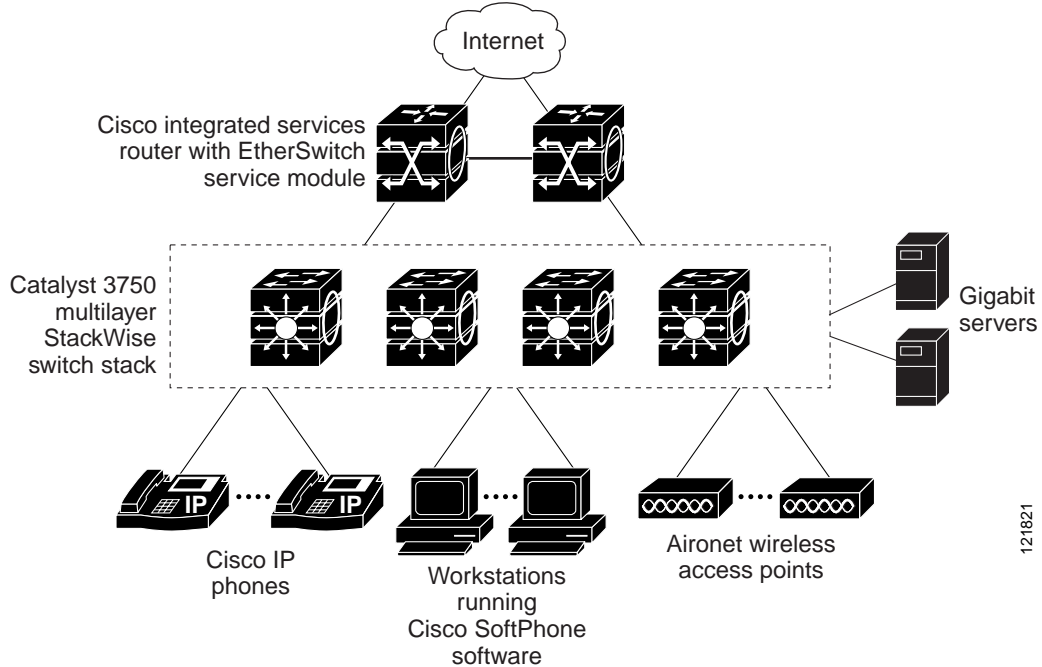 Internet
Cisco integrated services
router with EtherSwitch
service module
Catalyst 3750
multilayer
StackWise
switch stack
Gigabit
servers
IP
IP
Cisco IP
phones
Workstations
running
Cisco SoftPhone
software
Aironet wireless
access points
121821